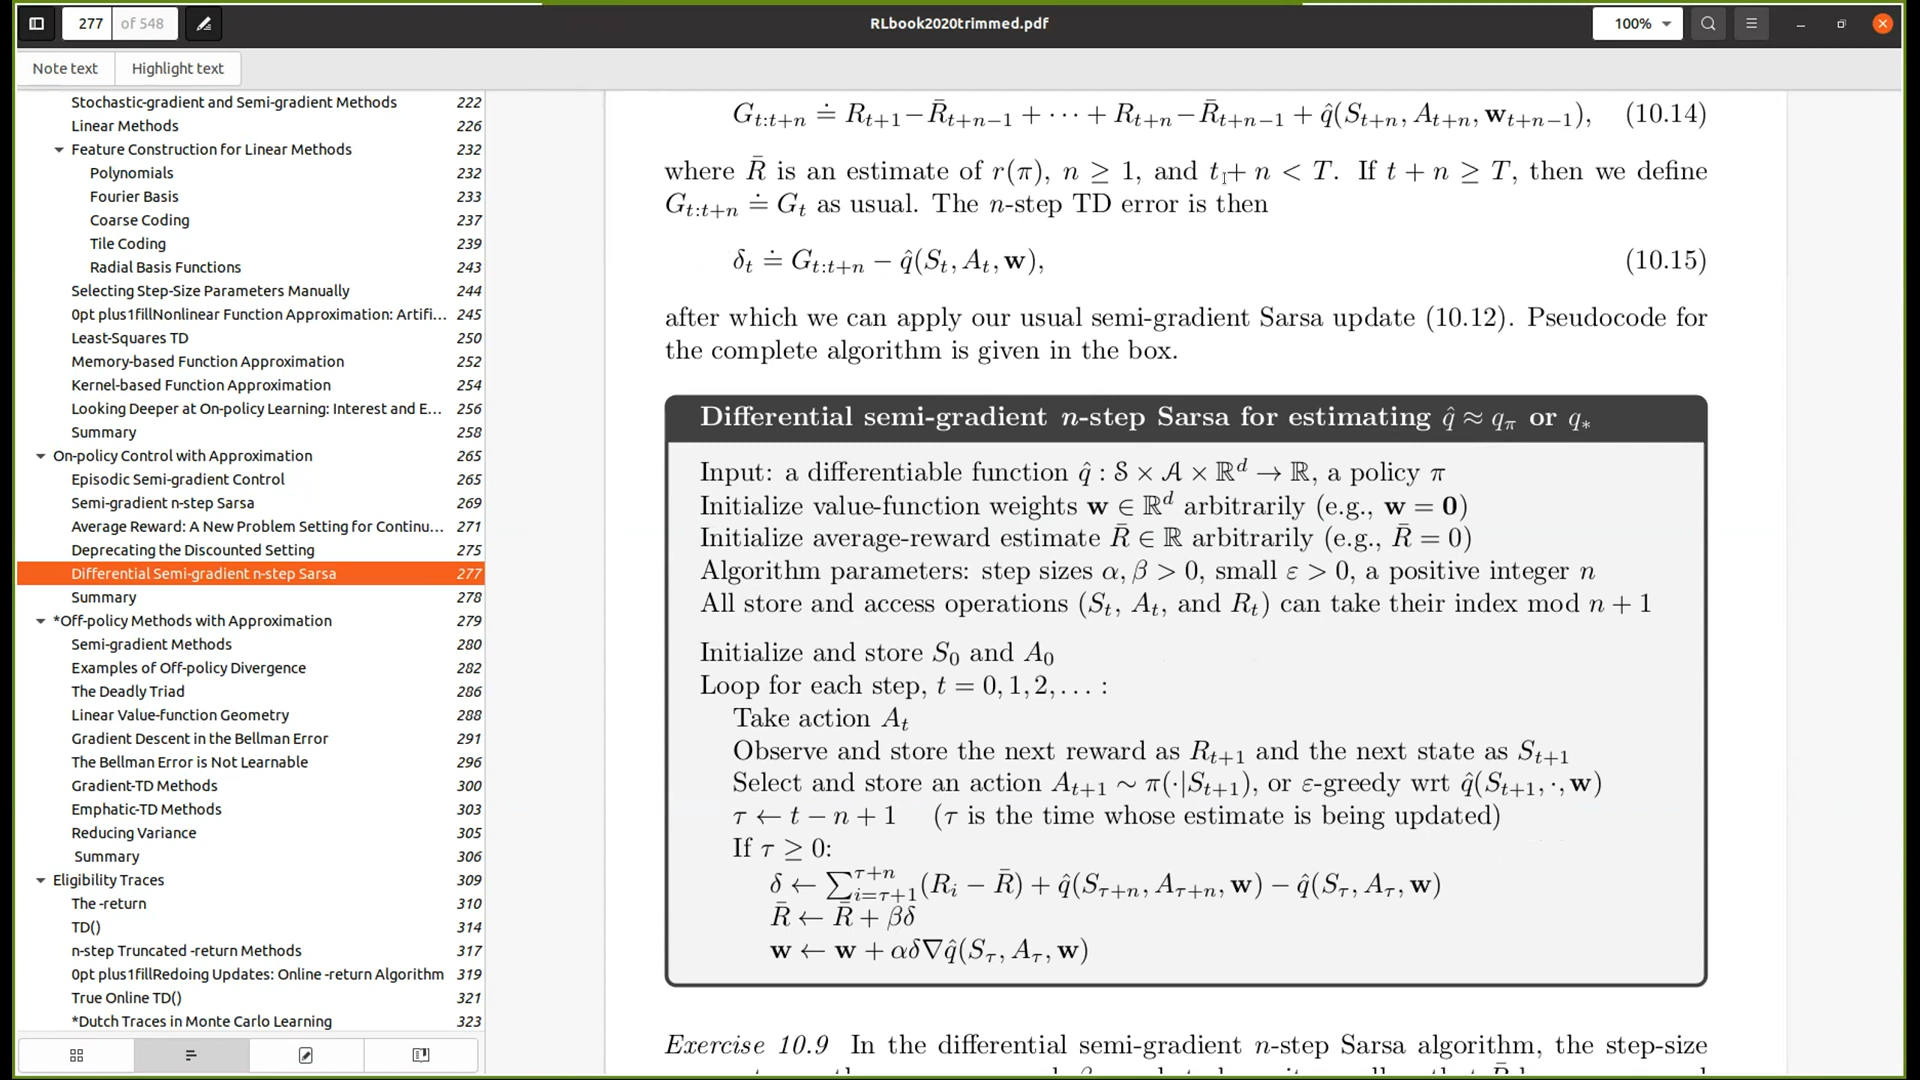 277 of 548
RLbook2020trimmed.pdf
100%
Note text
Highlight text
Stochastic-gradient and Semi-gradient Methods 222
Linear Methods 226
Feature Construction for Linear Methods 232
Polynomials 232
Fourier Basis 233
Coarse Coding 237
Tile Coding 239
Radial Basis Functions 243
Selecting Step-Size Parameters Manually 244
0pt plus1fillNonlinear Function Approximation: Artifi... 245
Least-Squares TD 250
Memory-based Function Approximation 252
Kernel-based Function Approximation 254
Looking Deeper at On-policy Learning: Interest and E... 256
Summary 258
On-policy Control with Approximation 265
Episodic Semi-gradient Control 265
Semi-gradient n-step Sarsa 269
Average Reward: A New Problem Setting for Continu... 271
Deprecating the Discounted Setting 275
Differential Semi-gradient n-step Sarsa 277
Summary 278
*Off-policy Methods with Approximation 279
Semi-gradient Methods 280
Examples of Off-policy Divergence 282
The Deadly Triad 286
Linear Value-function Geometry 288
Gradient Descent in the Bellman Error 291
The Bellman Error is Not Learnable 296
Gradient-TD Methods 300
Emphatic-TD Methods 303
Reducing Variance 305
Summary 306
Eligibility Traces 309
The -return 310
TD() 314
n-step Truncated -return Methods 317
0pt plus1fillRedoing Updates: Online -return Algorithm 319
True Online TD() 321
*Dutch Traces in Monte Carlo Learning 323
G_{t:t+n} ≐ R_{t+1} − R̄_{t+n−1} + ⋯ + R_{t+n} − R̄_{t+n−1} + q̂(S_{t+n}, A_{t+n}, w_{t+n−1}), (10.14)
where R̄ is an estimate of r(π), n ≥ 1, and t + n < T. If t + n ≥ T, then we define
G_{t:t+n} ≐ G_t as usual. The n-step TD error is then
δ_t ≐ G_{t:t+n} − q̂(S_t, A_t, w), (10.15)
after which we can apply our usual semi-gradient Sarsa update (10.12). Pseudocode for
the complete algorithm is given in the box.
Differential semi-gradient n-step Sarsa for estimating q̂ ≈ q_π or q_*
Input: a differentiable function q̂ : S × A × ℝ^d → ℝ, a policy π
Initialize value-function weights w ∈ ℝ^d arbitrarily (e.g., w = 0)
Initialize average-reward estimate R̄ ∈ ℝ arbitrarily (e.g., R̄ = 0)
Algorithm parameters: step sizes α, β > 0, small ε > 0, a positive integer n
All store and access operations (S_t, A_t, and R_t) can take their index mod n + 1
Initialize and store S_0 and A_0
Loop for each step, t = 0, 1, 2, . . . :
Take action A_t
Observe and store the next reward as R_{t+1} and the next state as S_{t+1}
Select and store an action A_{t+1} ∼ π(·|S_{t+1}), or ε-greedy wrt q̂(S_{t+1}, ·, w)
τ ← t − n + 1 (τ is the time whose estimate is being updated)
If τ ≥ 0:
δ ← ∑_{i=τ+1}^{τ+n} (R_i − R̄) + q̂(S_{τ+n}, A_{τ+n}, w) − q̂(S_τ, A_τ, w)
R̄ ← R̄ + βδ
w ← w + αδ∇q̂(S_τ, A_τ, w)
Exercise 10.9 In the differential semi-gradient n-step Sarsa algorithm, the step-size